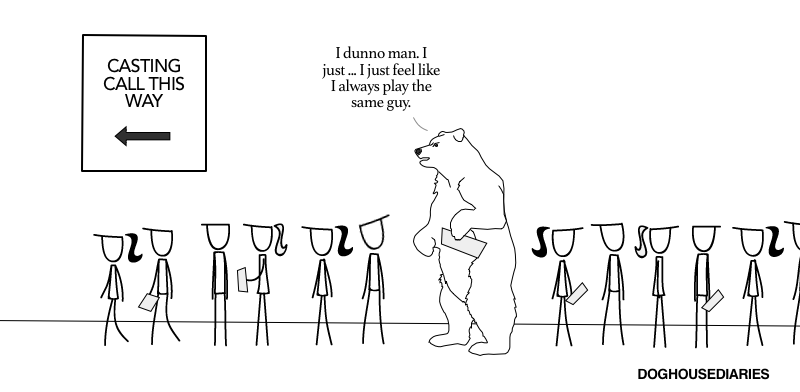 CASTING
CALL THIS
WAY
I dunno man. I
just ... I just feel like
I always play the
same guy.
DOGHOUSEDIARIES